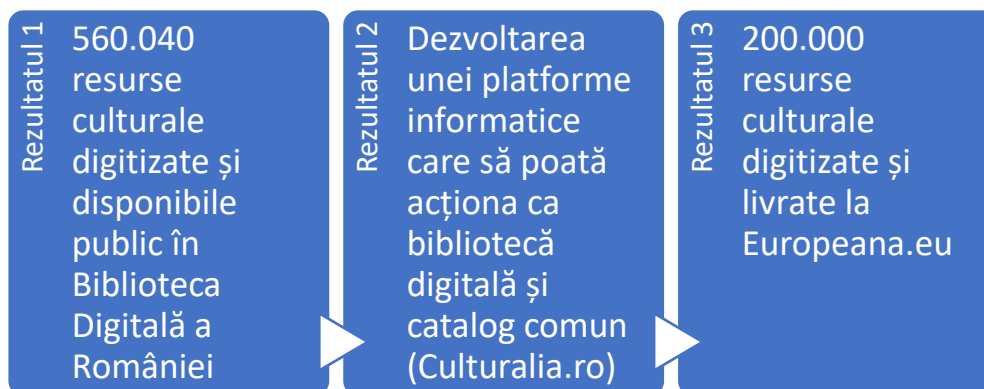 Rezultatul 1
560.040
resurse
culturale
digitizate și
disponibile
public în
Biblioteca
Digitală a
României
Rezultatul 2
Dezvoltarea
unei platforme
informatice
care să poată
acționa ca
bibliotecă
digitală și
catalog comun
(Culturalia.ro)
Rezultatul 3
200.000
resurse
culturale
digitizate și
livrate la
Europeana.eu